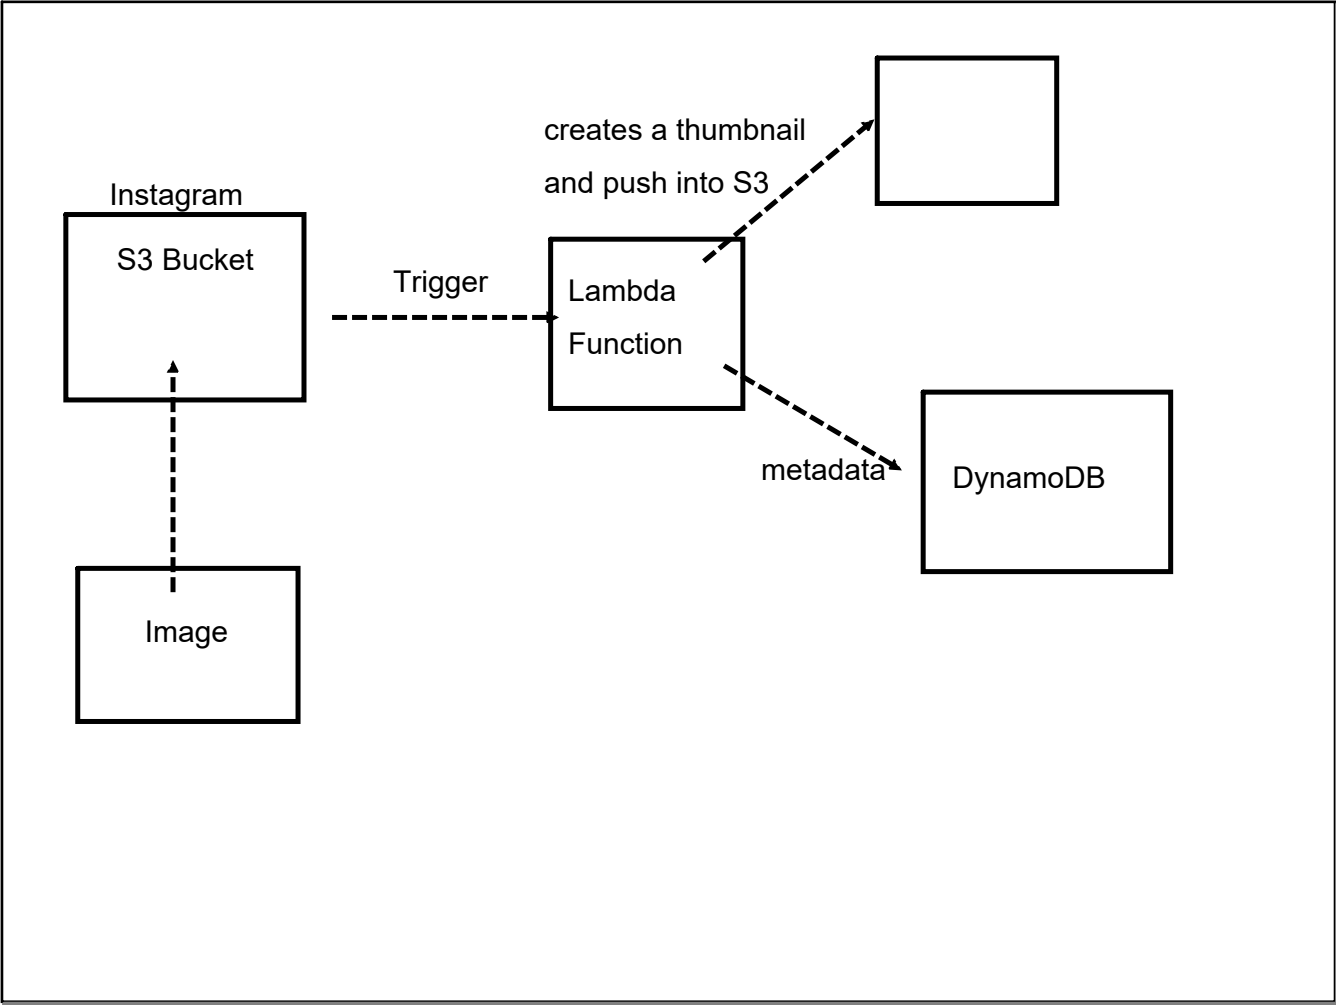 creates a thumbnail
and push into S3
Instagram
S3 Bucket
Trigger
Lambda
Function
metadata
DynamoDB
Image